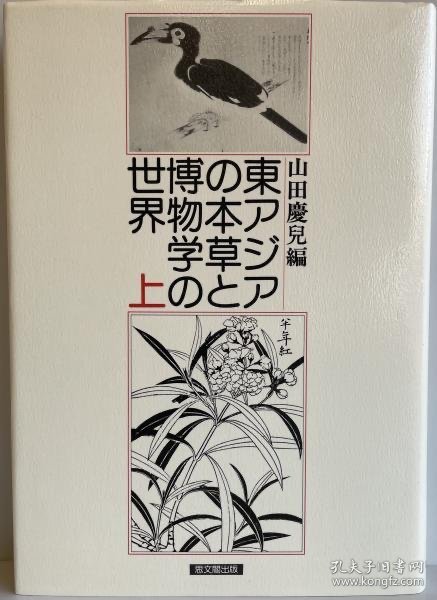 東アジア
の本草と
博物学の
世界 上
山田慶兒編
半年紅
思文閣出版
孔夫子旧书网
www.kongfz.com